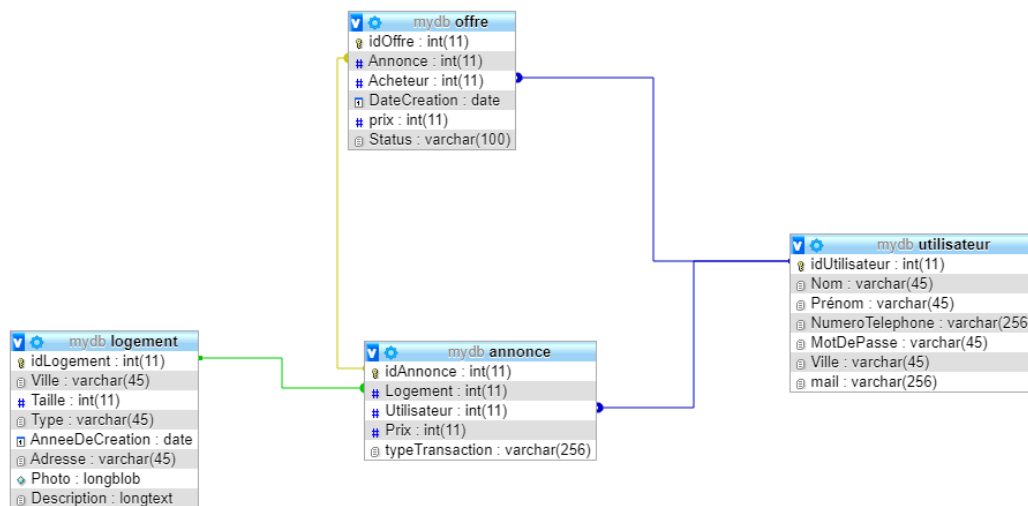 mydb offre
idOffre : int(11)
Annonce : int(11)
Acheteur : int(11)
DateCreation : date
prix : int(11)
Status : varchar(100)
mydb utilisateur
idUtilisateur : int(11)
Nom : varchar(45)
Prénom : varchar(45)
NumeroTelephone : varchar(256
MotDePasse : varchar(45)
Ville : varchar(45)
mail : varchar(256)
mydb logement
idLogement : int(11)
Ville : varchar(45)
Taille : int(11)
Type : varchar(45)
AnneeDeCreation : date
Adresse : varchar(45)
Photo : longblob
Description : longtext
mydb annonce
idAnnonce : int(11)
Logement : int(11)
Utilisateur : int(11)
Prix : int(11)
typeTransaction : varchar(256)